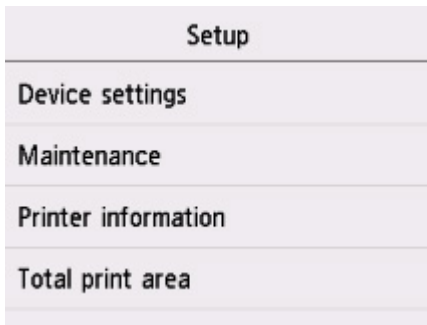 Setup
Device settings
Maintenance
Printer information
Total print area